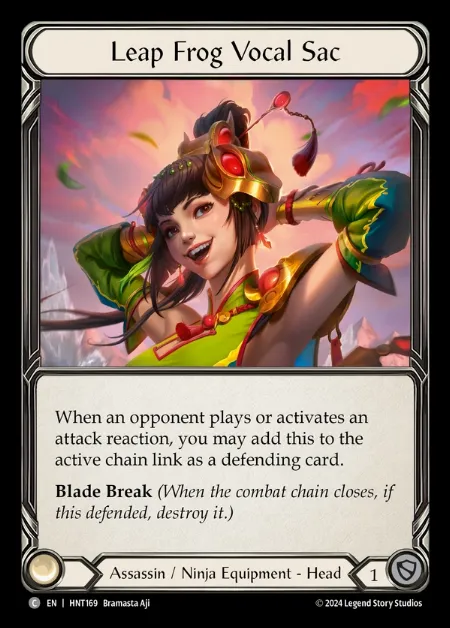 Leap Frog Vocal Sac
When an opponent plays or activates an
attack reaction, you may add this to the
active chain link as a defending card.
Blade Break (When the combat chain closes, if
this defended, destroy it.)
Assassin / Ninja Equipment - Head
1
C EN | HNT169 Bramasta Aji
© 2024 Legend Story Studios